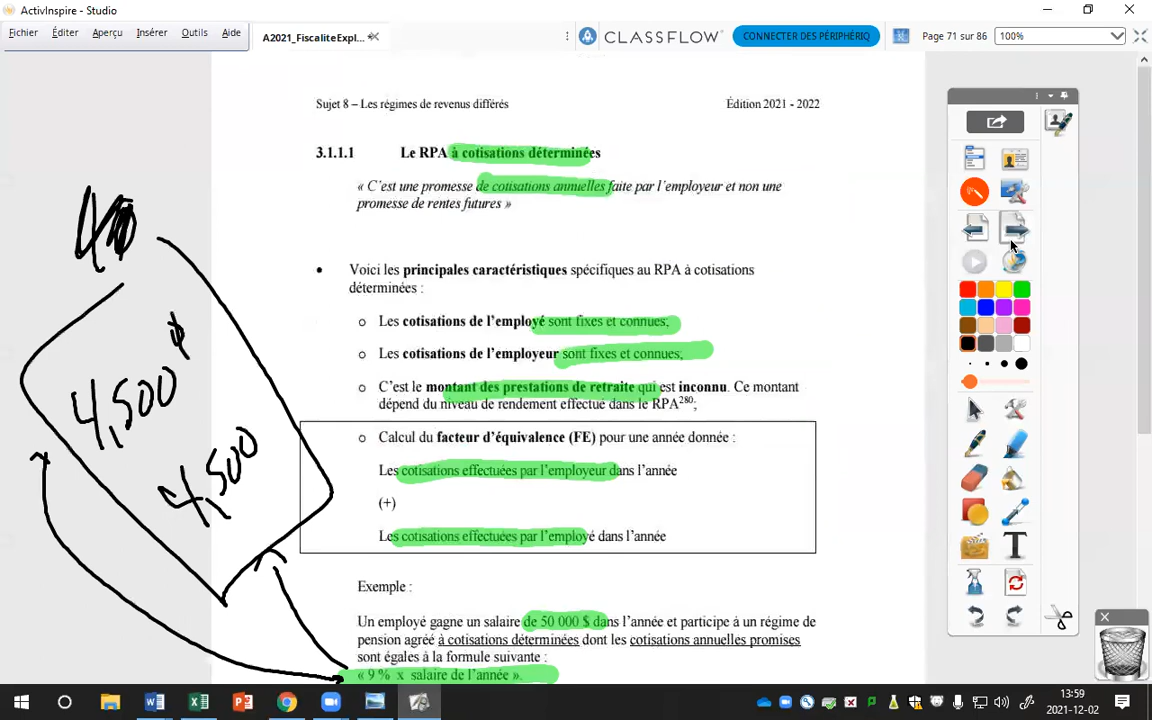 ActivInspire - Studio
Fichier Éditer Aperçu Insérer Outils Aide
A2021_FiscaliteExpl...
CLASSFLOW
CONNECTER DES PÉRIPHÉRIQ
Page 71 sur 86
100%
Sujet 8 – Les régimes de revenus différés
Édition 2021 - 2022
3.1.1.1 Le RPA à cotisations déterminées
« C'est une promesse de cotisations annuelles faite par l'employeur et non une
promesse de rentes futures »
• Voici les principales caractéristiques spécifiques au RPA à cotisations
déterminées :
o Les cotisations de l'employé sont fixes et connues;
o Les cotisations de l'employeur sont fixes et connues;
o C'est le montant des prestations de retraite qui est inconnu. Ce montant
dépend du niveau de rendement effectué dans le RPA280;
o Calcul du facteur d'équivalence (FE) pour une année donnée :
Les cotisations effectuées par l'employeur dans l'année
(+)
Les cotisations effectuées par l'employé dans l'année
Exemple :
Un employé gagne un salaire de 50 000 $ dans l'année et participe à un régime de
pension agréé à cotisations déterminées dont les cotisations annuelles promises
sont égales à la formule suivante :
« 9 % x salaire de l'année ».
4,500 $
4,500
13:59
2021-12-02